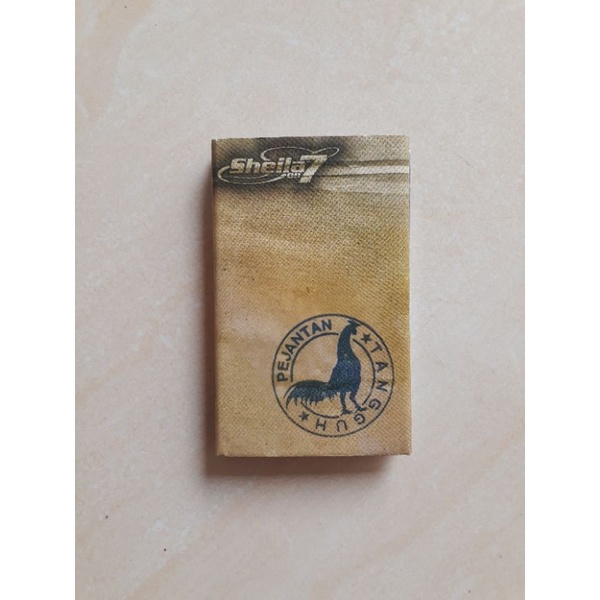 Sheila
on 7
PEJANTAN
TANGGUH